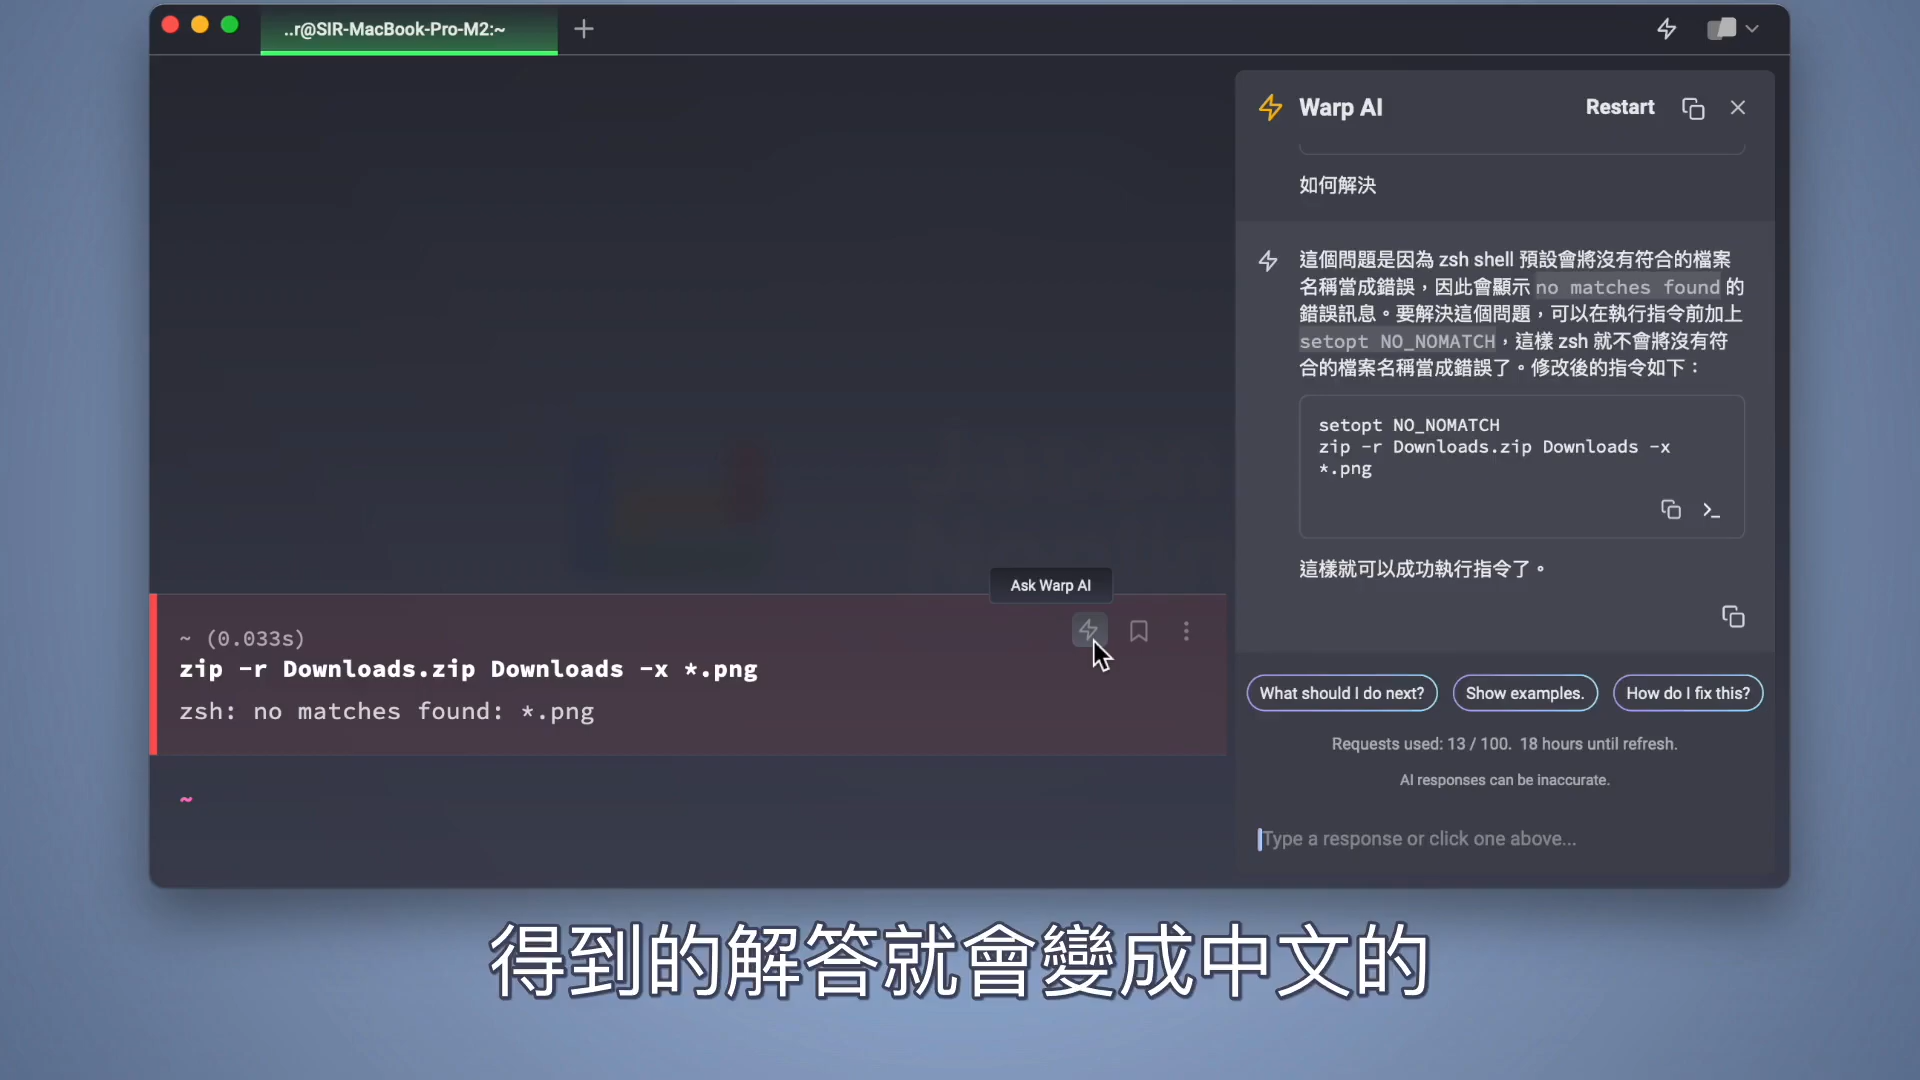 ..r@SIR-MacBook-Pro-M2:~
Warp AI
Restart
如何解決
這個問題是因為 zsh shell 預設會將沒有符合的檔案
名稱當成錯誤，因此會顯示 no matches found 的
錯誤訊息。要解決這個問題，可以在執行指令前加上
setopt NO_NOMATCH，這樣 zsh 就不會將沒有符
合的檔案名稱當成錯誤了。修改後的指令如下：
setopt NO_NOMATCH
zip -r Downloads.zip Downloads -x
*.png
這樣就可以成功執行指令了。
Ask Warp AI
~ (0.033s)
zip -r Downloads.zip Downloads -x *.png
zsh: no matches found: *.png
~
What should I do next?
Show examples.
How do I fix this?
Requests used: 13 / 100. 18 hours until refresh.
AI responses can be inaccurate.
Type a response or click one above...
得到的解答就會變成中文的